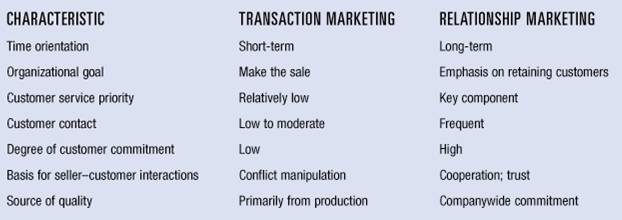 CHARACTERISTIC TRANSACTION MARKETING RELATIONSHIP MARKETING
Time orientation Short-term Long-term
Organizational goal Make the sale Emphasis on retaining customers
Customer service priority Relatively low Key component
Customer contact Low to moderate Frequent
Degree of customer commitment Low High
Basis for seller–customer interactions Conflict manipulation Cooperation; trust
Source of quality Primarily from production Companywide commitment